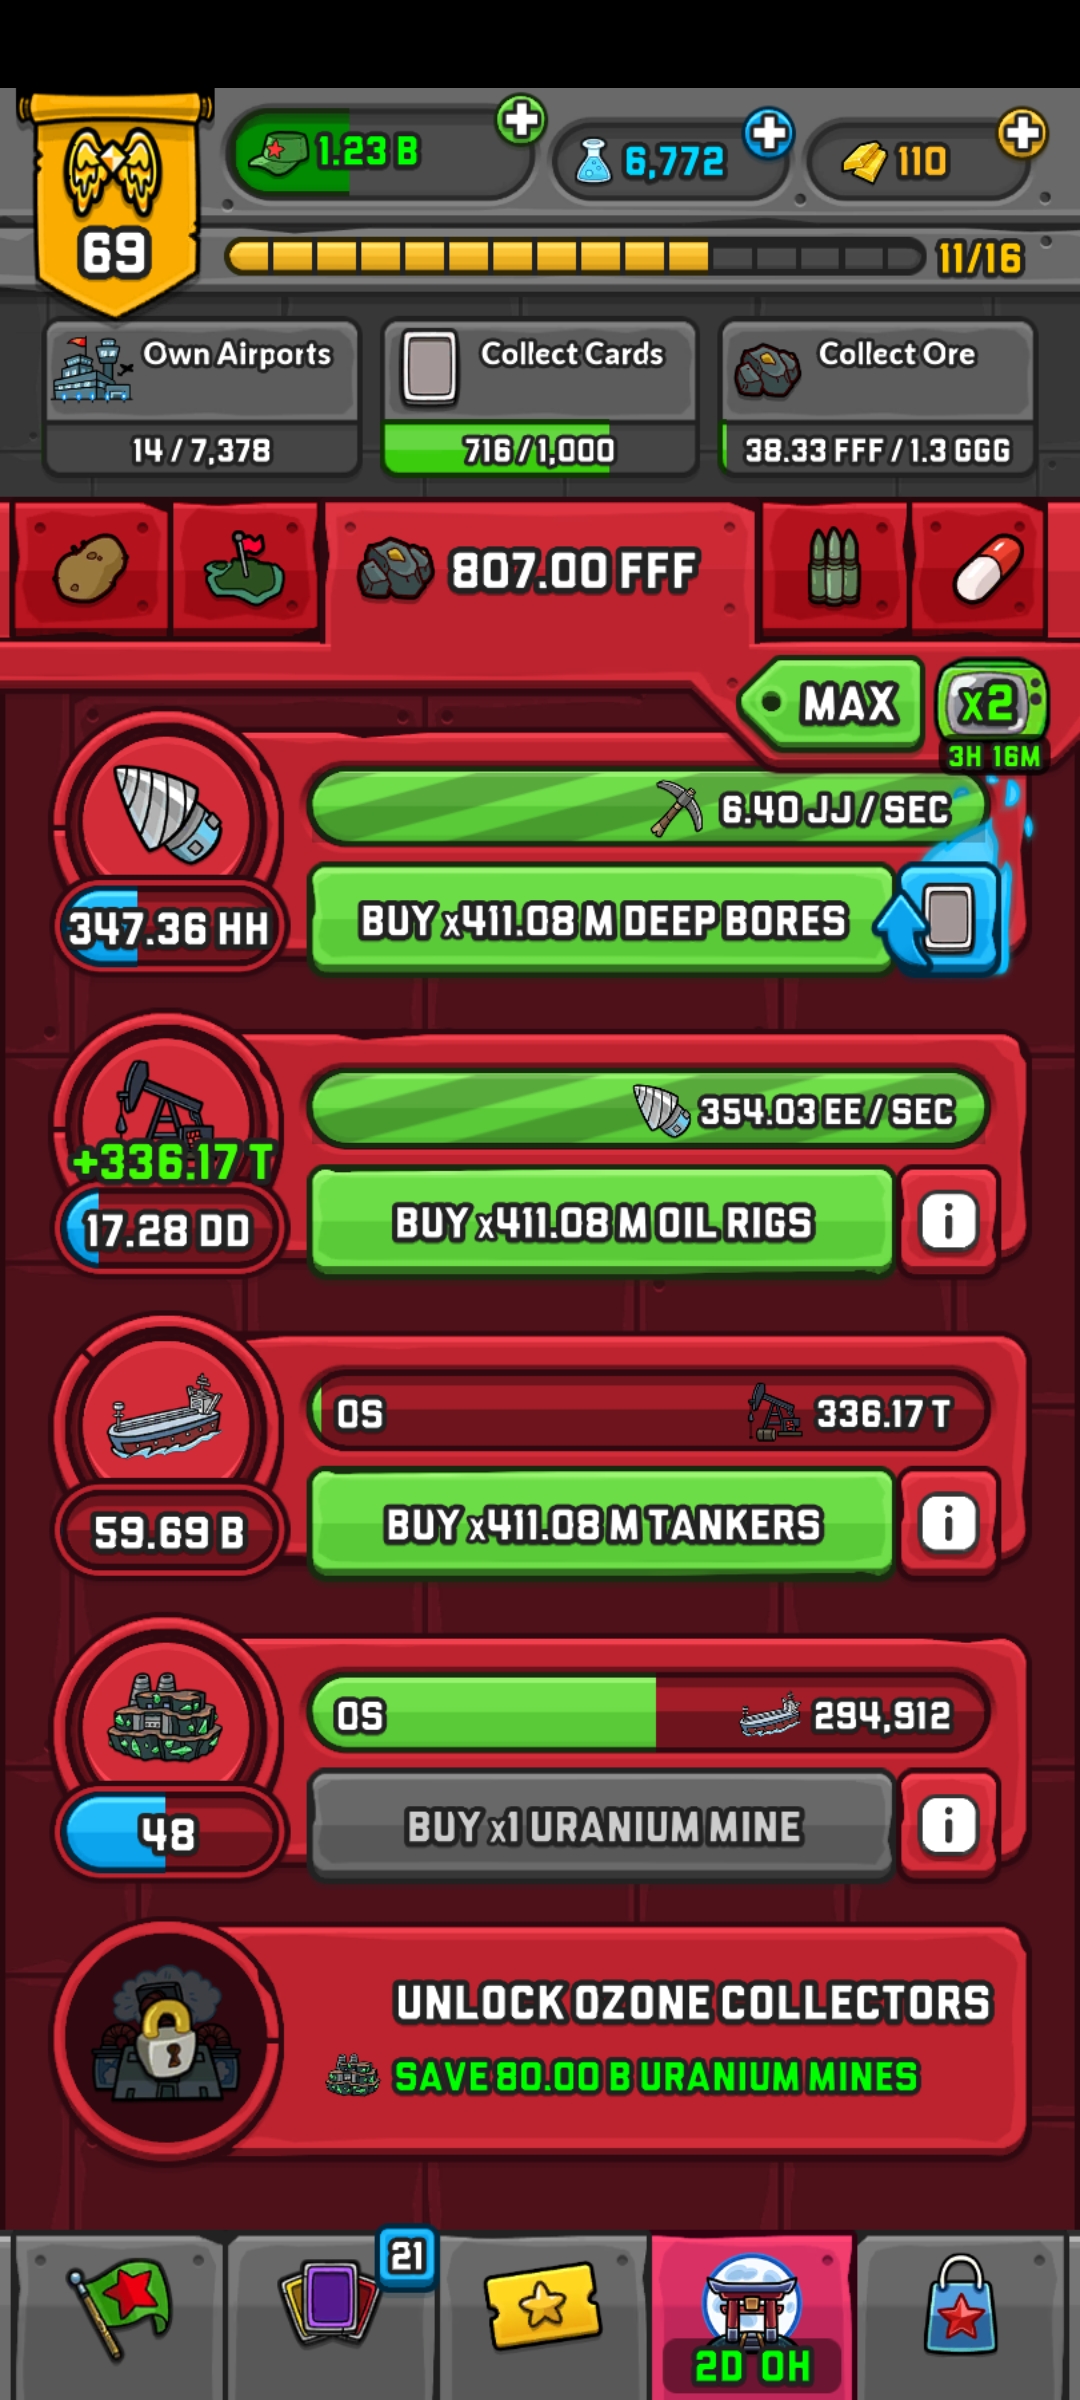 69
1.23 B
6,772
110
11/16
Own Airports
14 / 7,378
Collect Cards
716 / 1,000
Collect Ore
38.33 FFF / 1.3 GGG
807.00 FFF
MAX
x2
3H 16M
6.40 JJ / SEC
347.36 HH
BUY x411.08 M DEEP BORES
354.03 EE / SEC
+336.17 T
17.28 DD
BUY x411.08 M OIL RIGS
i
0S
336.17 T
59.69 B
BUY x411.08 M TANKERS
i
0S
294,912
48
BUY x1 URANIUM MINE
i
UNLOCK OZONE COLLECTORS
SAVE 80.00 B URANIUM MINES
21
2D 0H